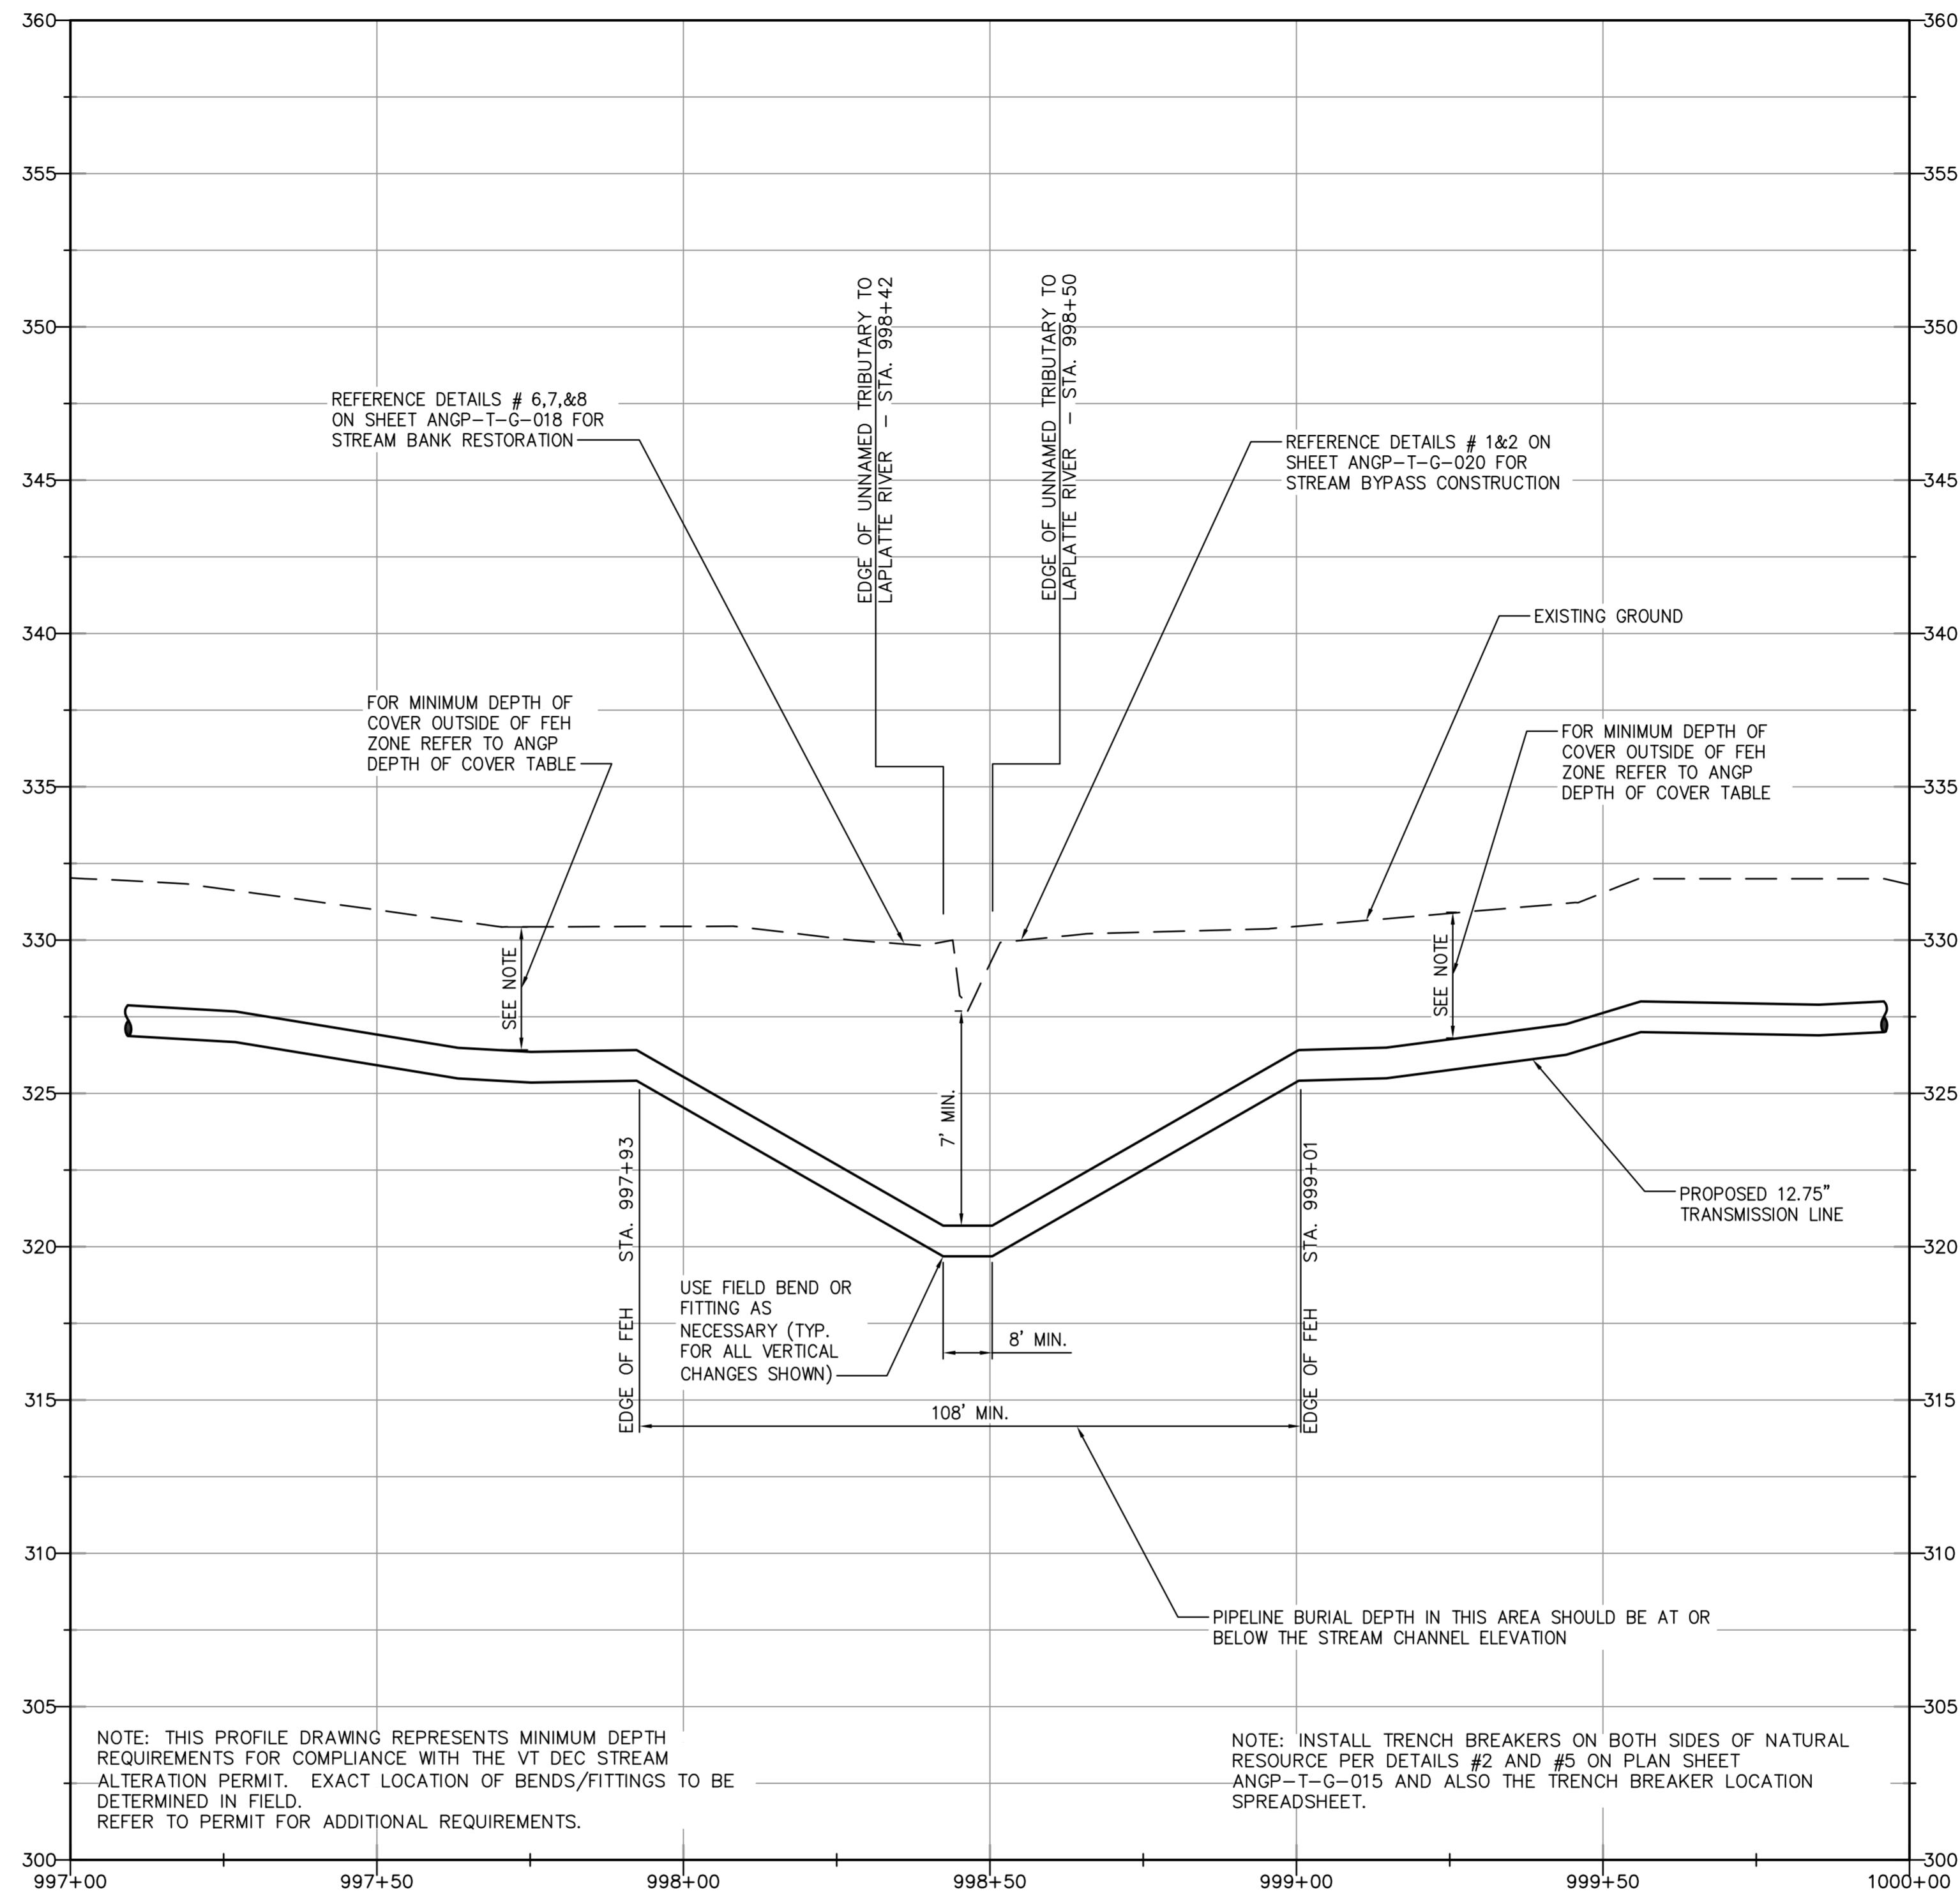 360
355
350
345
340
335
330
325
320
315
310
305
300
360
355
350
345
340
335
330
325
320
315
310
305
300
997+00
997+50
998+00
998+50
999+00
999+50
1000+00
REFERENCE DETAILS # 6,7,&8
ON SHEET ANGP-T-G-018 FOR
STREAM BANK RESTORATION
EDGE OF UNNAMED TRIBUTARY TO
LAPLATTE RIVER - STA. 998+42
EDGE OF UNNAMED TRIBUTARY TO
LAPLATTE RIVER - STA. 998+50
REFERENCE DETAILS # 1&2 ON
SHEET ANGP-T-G-020 FOR
STREAM BYPASS CONSTRUCTION
EXISTING GROUND
FOR MINIMUM DEPTH OF
COVER OUTSIDE OF FEH
ZONE REFER TO ANGP
DEPTH OF COVER TABLE
FOR MINIMUM DEPTH OF
COVER OUTSIDE OF FEH
ZONE REFER TO ANGP
DEPTH OF COVER TABLE
SEE NOTE
SEE NOTE
7' MIN.
EDGE OF FEH STA. 997+93
EDGE OF FEH STA. 999+01
PROPOSED 12.75"
TRANSMISSION LINE
USE FIELD BEND OR
FITTING AS
NECESSARY (TYP.
FOR ALL VERTICAL
CHANGES SHOWN)
8' MIN.
108' MIN.
PIPELINE BURIAL DEPTH IN THIS AREA SHOULD BE AT OR
BELOW THE STREAM CHANNEL ELEVATION
NOTE: THIS PROFILE DRAWING REPRESENTS MINIMUM DEPTH
REQUIREMENTS FOR COMPLIANCE WITH THE VT DEC STREAM
ALTERATION PERMIT. EXACT LOCATION OF BENDS/FITTINGS TO BE
DETERMINED IN FIELD.
REFER TO PERMIT FOR ADDITIONAL REQUIREMENTS.
NOTE: INSTALL TRENCH BREAKERS ON BOTH SIDES OF NATURAL
RESOURCE PER DETAILS #2 AND #5 ON PLAN SHEET
ANGP-T-G-015 AND ALSO THE TRENCH BREAKER LOCATION
SPREADSHEET.